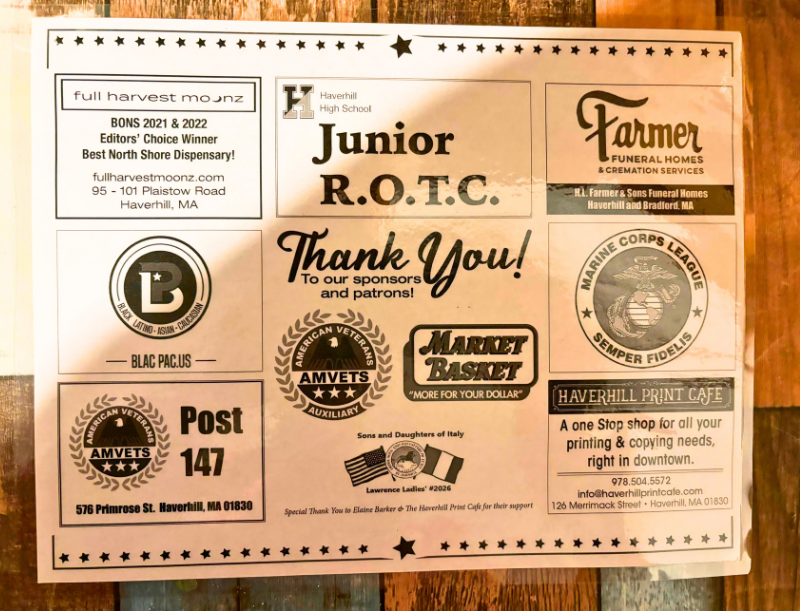 full harvest moonz
BONS 2021 & 2022
Editors' Choice Winner
Best North Shore Dispensary!
fullharvestmoonz.com
95 - 101 Plaistow Road
Haverhill, MA
H
Haverhill
High School
Junior
R.O.T.C.
Farmer
FUNERAL HOMES
& CREMATION SERVICES
H.L. Farmer & Sons Funeral Homes
Haverhill and Bradford, MA
B
BLACK, LATINO - ASIAN - CAUCASIAN
BLAC PAC.US
Thank You!
To our sponsors
and patrons!
MARINE CORPS LEAGUE
SEMPER FIDELIS
AMERICAN VETERANS
AMVETS
AUXILIARY
MARKET
BASKET
"MORE FOR YOUR DOLLAR"
AMERICAN VETERANS
AMVETS
Post
147
576 Primrose St. Haverhill, MA 01830
Sons and Daughters of Italy
Lawrence Ladies' #2026
Special Thank You to Elaine Barker & The Haverhill Print Cafe for their support
HAVERHILL PRINT CAFE
A one Stop shop for all your
printing & copying needs,
right in downtown.
978.504.5572
info@haverhillprintcafe.com
126 Merrimack Street • Haverhill, MA 01830